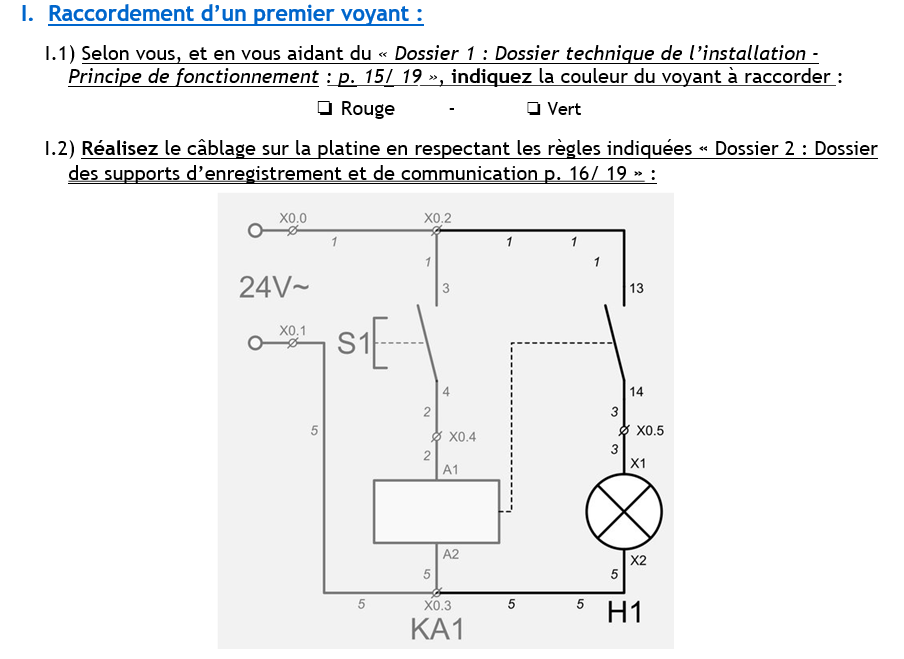 I. Raccordement d’un premier voyant :
I.1) Selon vous, et en vous aidant du « Dossier 1 : Dossier technique de l’installation -
Principe de fonctionnement : p. 15/ 19 », indiquez la couleur du voyant à raccorder :
❑ Rouge - ❑ Vert
I.2) Réalisez le câblage sur la platine en respectant les règles indiquées « Dossier 2 : Dossier
des supports d’enregistrement et de communication p. 16/ 19 » :
X0.0 X0.2
1 1 1
1 1
24V~ 3 13
X0.1
S1
4 14
2 3
5 X0.4 X0.5
2 3
A1 X1
A2 X2
5 5
5 X0.3 5 5 H1
KA1